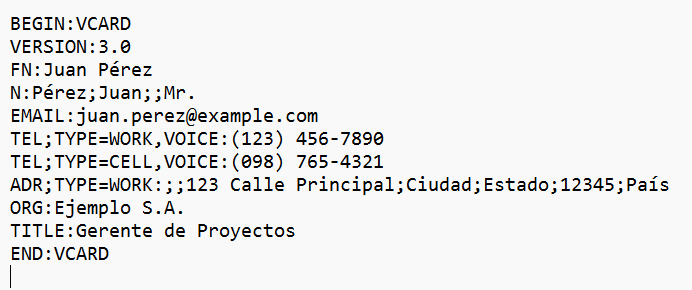 BEGIN:VCARD
VERSION:3.0
FN:Juan Pérez
N:Pérez;Juan;;Mr.
EMAIL:juan.perez@example.com
TEL;TYPE=WORK,VOICE:(123) 456-7890
TEL;TYPE=CELL,VOICE:(098) 765-4321
ADR;TYPE=WORK:;;123 Calle Principal;Ciudad;Estado;12345;País
ORG:Ejemplo S.A.
TITLE:Gerente de Proyectos
END:VCARD